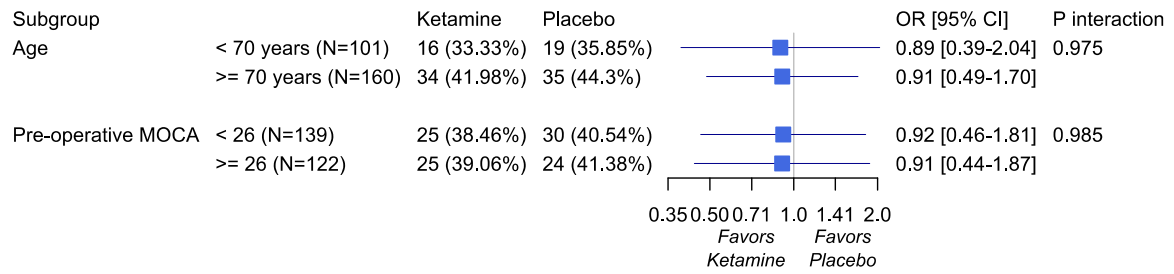 Subgroup Ketamine Placebo OR [95% CI] P interaction
Age < 70 years (N=101) 16 (33.33%) 19 (35.85%) 0.89 [0.39-2.04] 0.975
>= 70 years (N=160) 34 (41.98%) 35 (44.3%) 0.91 [0.49-1.70]
Pre-operative MOCA < 26 (N=139) 25 (38.46%) 30 (40.54%) 0.92 [0.46-1.81] 0.985
>= 26 (N=122) 25 (39.06%) 24 (41.38%) 0.91 [0.44-1.87]
0.35 0.50 0.71 1.0 1.41 2.0
Favors Favors
Ketamine Placebo